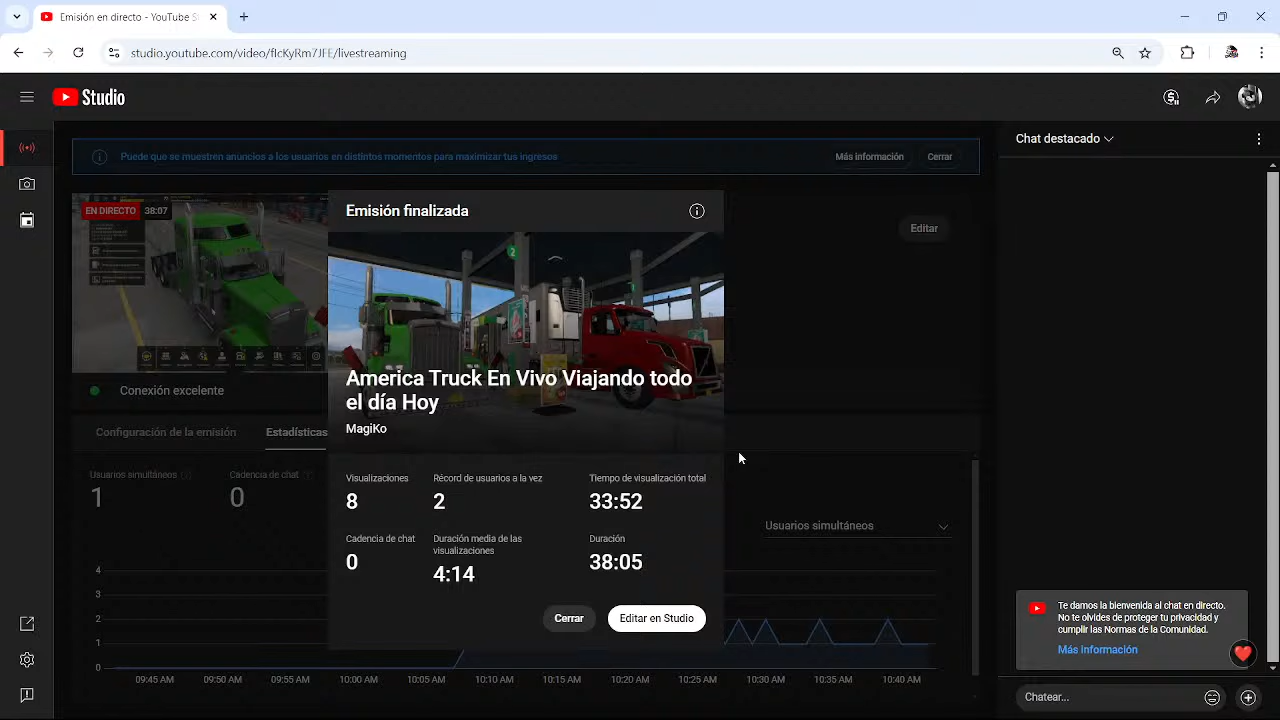 Emisión en directo - YouTube S
studio.youtube.com/video/flcKyRm7JFE/livestreaming
Studio
Puede que se muestren anuncios a los usuarios en distintos momentos para maximizar tus ingresos
Más información
Cerrar
Chat destacado
EN DIRECTO 38:07
Editar
Emisión finalizada
2
America Truck En Vivo Viajando todo
el día Hoy
MagiKo
Conexión excelente
Configuración de la emisión
Estadísticas
Usuarios simultáneos
1
Cadencia de chat
0
Visualizaciones
8
Récord de usuarios a la vez
2
Tiempo de visualización total
33:52
Cadencia de chat
0
Duración media de las
visualizaciones
4:14
Duración
38:05
Cerrar
Editar en Studio
Usuarios simultáneos
4
3
2
1
0
09:45 AM
09:50 AM
09:55 AM
10:00 AM
10:05 AM
10:10 AM
10:15 AM
10:20 AM
10:25 AM
10:30 AM
10:35 AM
10:40 AM
Te damos la bienvenida al chat en directo.
No te olvides de proteger tu privacidad y
cumplir las Normas de la Comunidad.
Más información
Chatear...